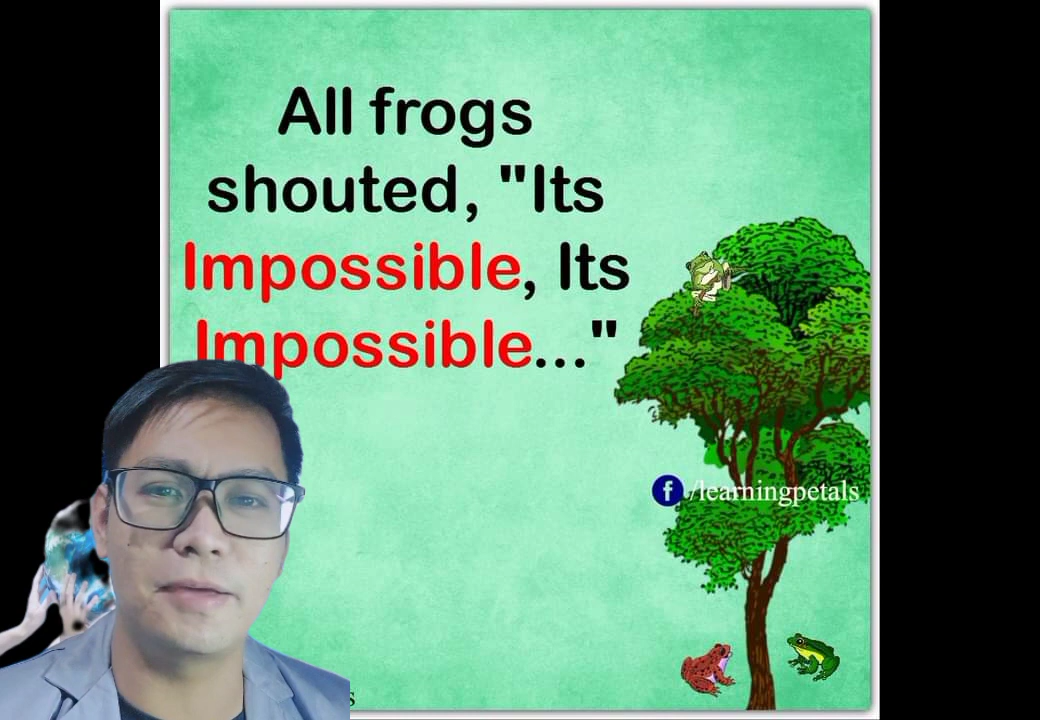 All frogs
shouted, "Its
Impossible, Its
Impossible..."
f/learningpetals
s